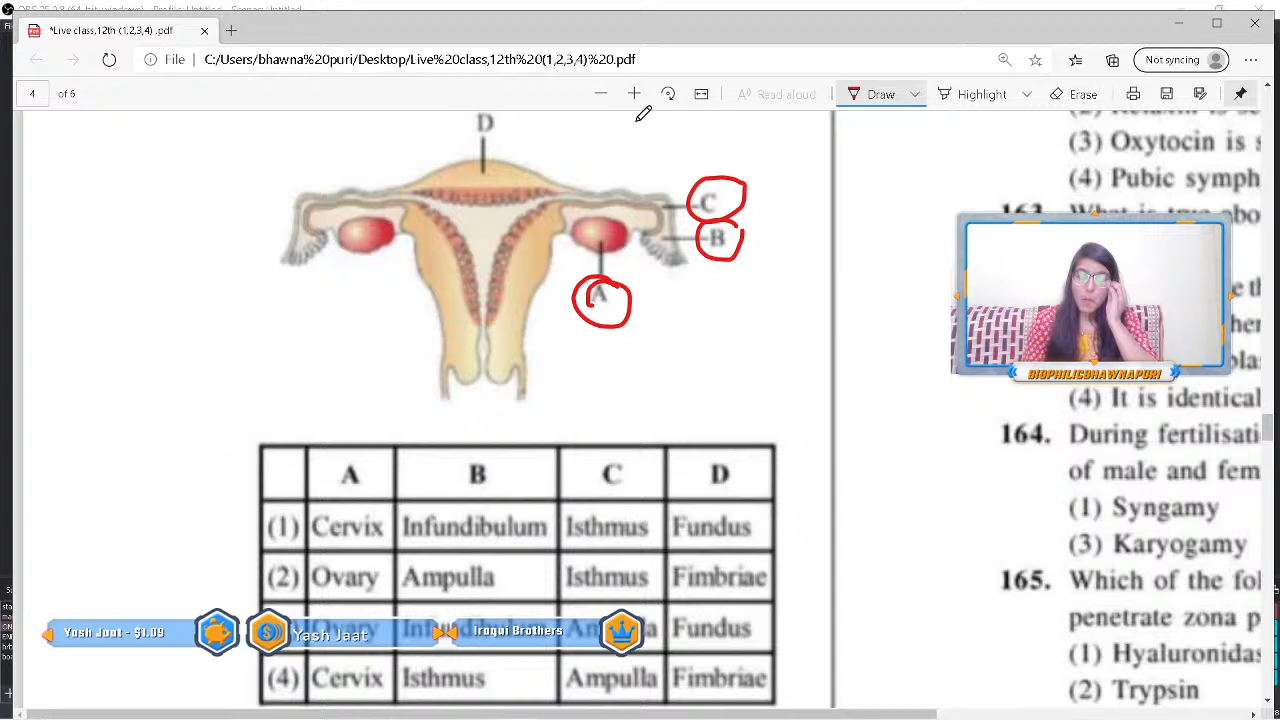 *Live class,12th (1,2,3,4) .pdf
File C:/Users/bhawna%20puri/Desktop/Live%20class,12th%20(1,2,3,4)%20.pdf
Not syncing
4 of 6
Read aloud
Draw
Highlight
Erase
D
C
B
A
A B C D
(1) Cervix Infundibulum Isthmus Fundus
(2) Ovary Ampulla Isthmus Fimbriae
Ovary Fundus
(4) Cervix Isthmus Ampulla Fimbriae
(3) Oxytocin is
(4) Pubic symph
BIOPHILICBHAWNAPURI
(4) It is identical
164. During fertilisati
of male and fem
(1) Syngamy
(3) Karyogamy
165. Which of the fol
penetrate zona p
(1) Hyaluronidas
(2) Trypsin
Yash Jaat - $1.09
Yash Jaat
Iraqui Brothers